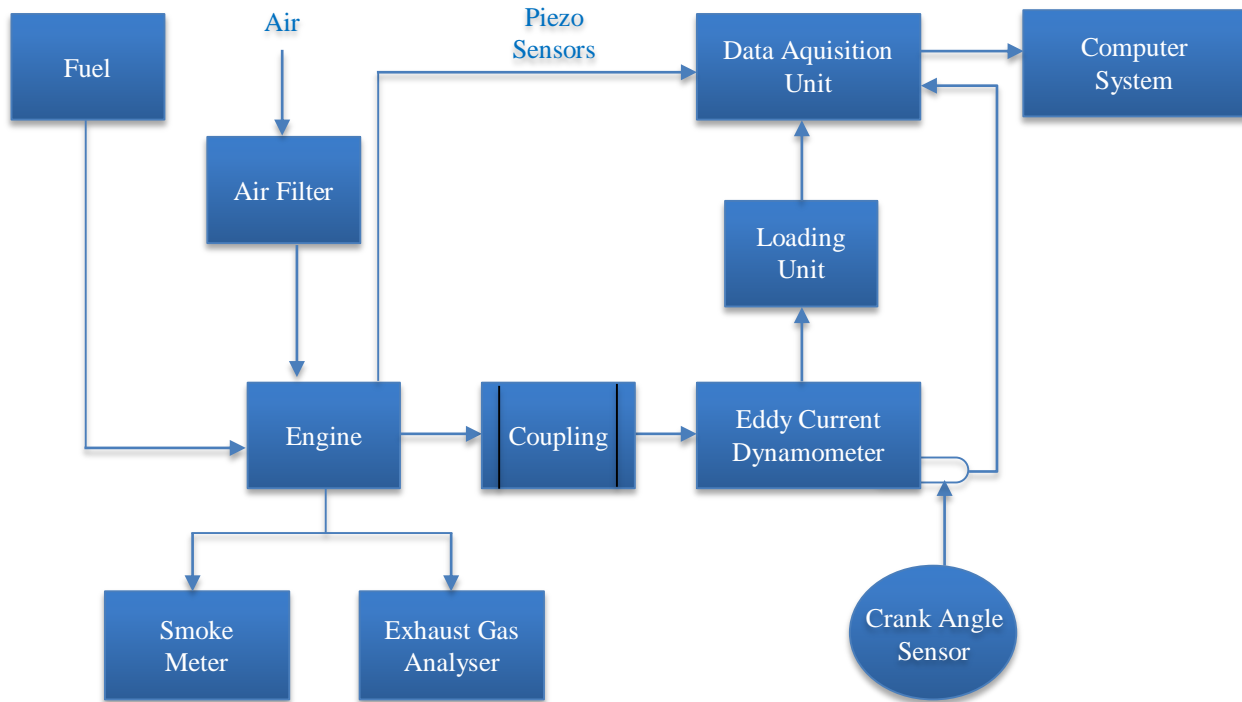 Fuel
Air
Piezo
Sensors
Data Aquisition
Unit
Computer
System
Air Filter
Loading
Unit
Engine
Coupling
Eddy Current
Dynamometer
Smoke
Meter
Exhaust Gas
Analyser
Crank Angle
Sensor